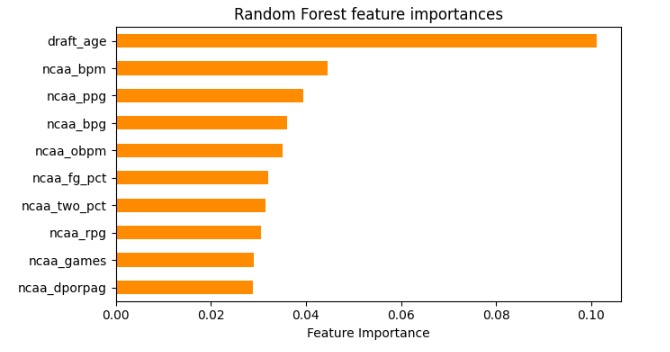 Random Forest feature importances
draft_age
ncaa_bpm
ncaa_ppg
ncaa_bpg
ncaa_obpm
ncaa_fg_pct
ncaa_two_pct
ncaa_rpg
ncaa_games
ncaa_dporpag
0.00 0.02 0.04 0.06 0.08 0.10
Feature Importance